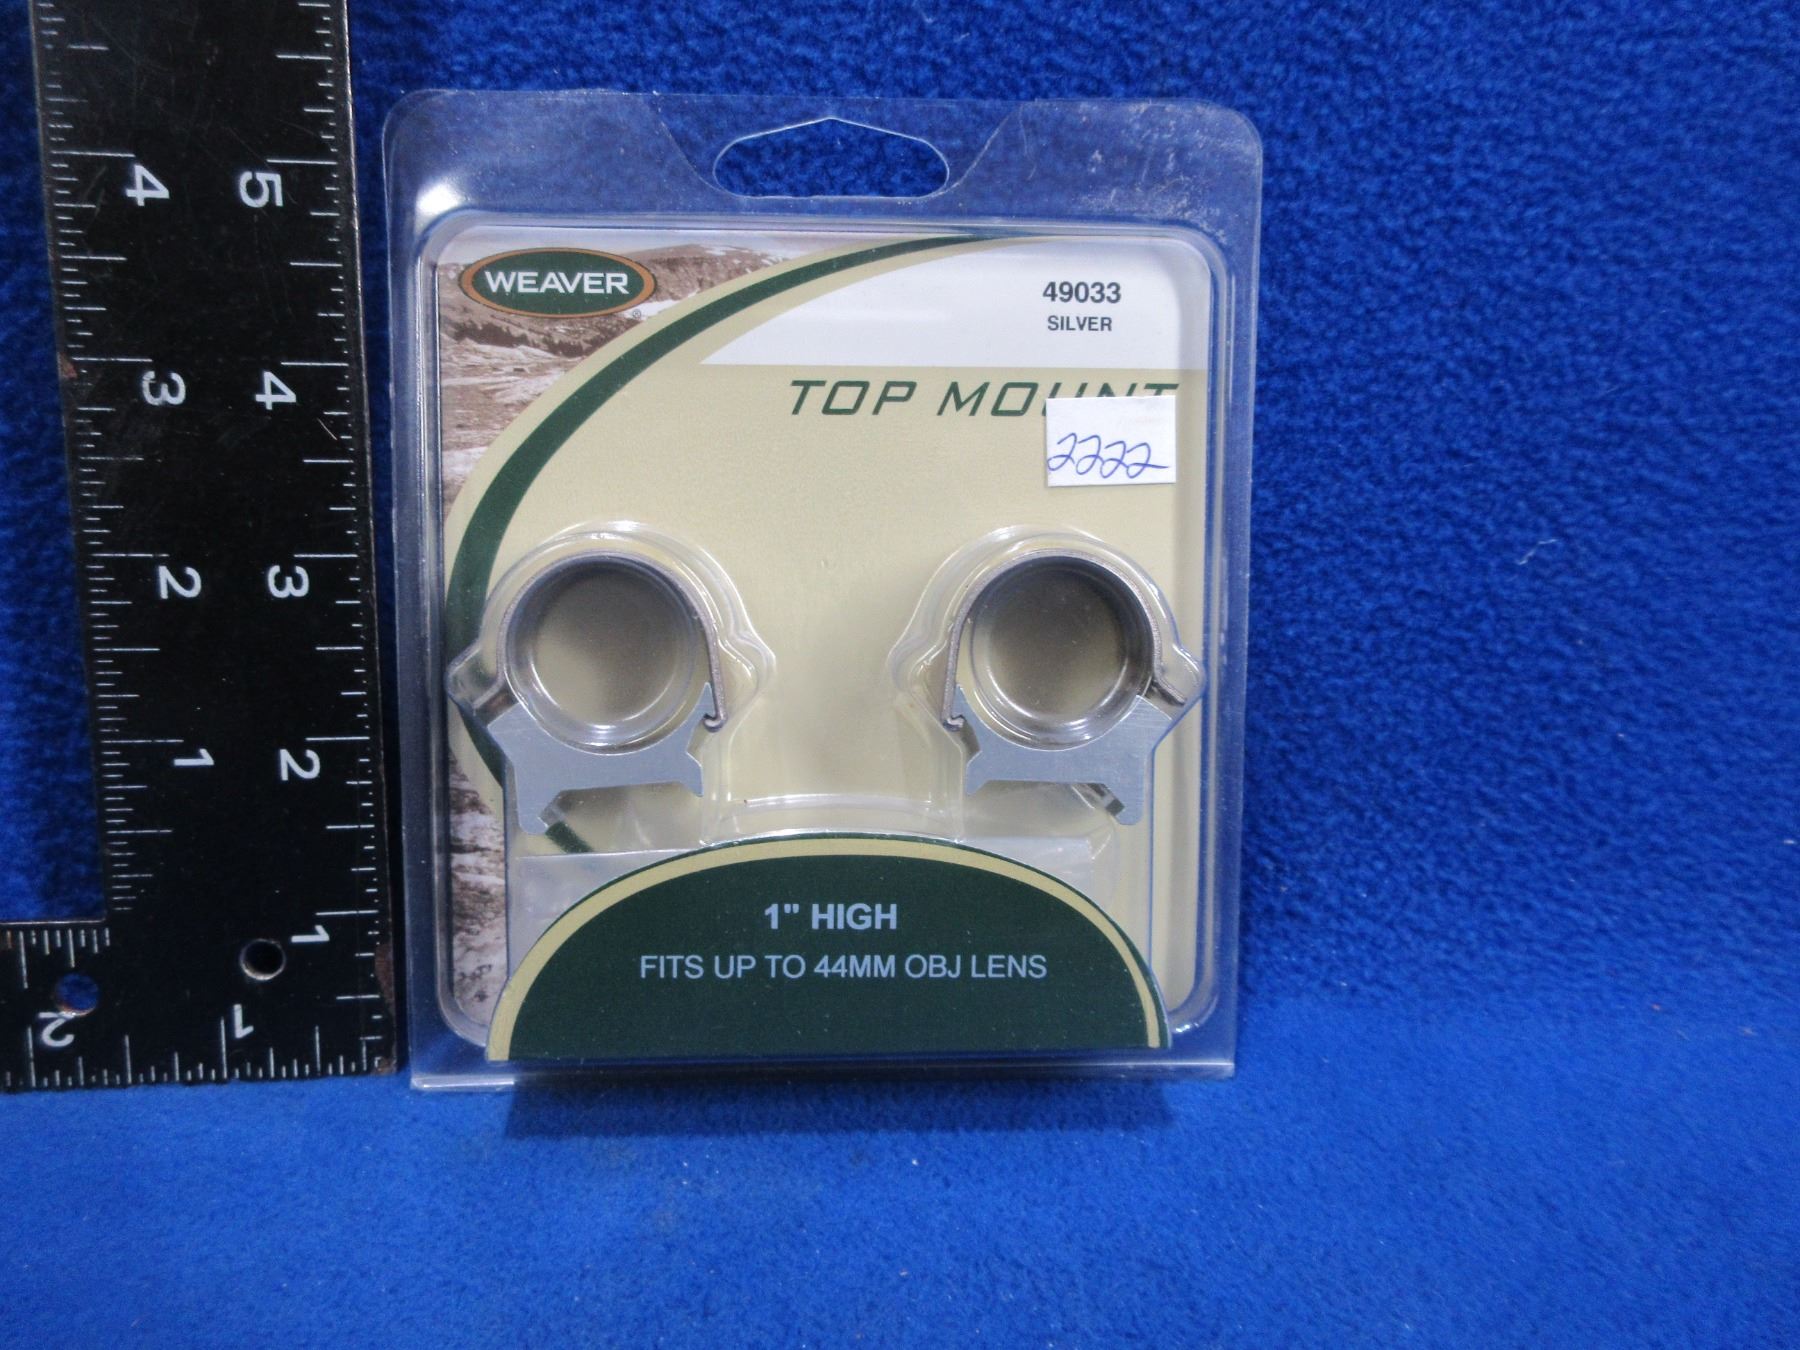 4 5
3 4
2 3
1 2
1
2 1
WEAVER
®
49033
SILVER
TOP MOUNT
2222
1" HIGH
FITS UP TO 44MM OBJ LENS